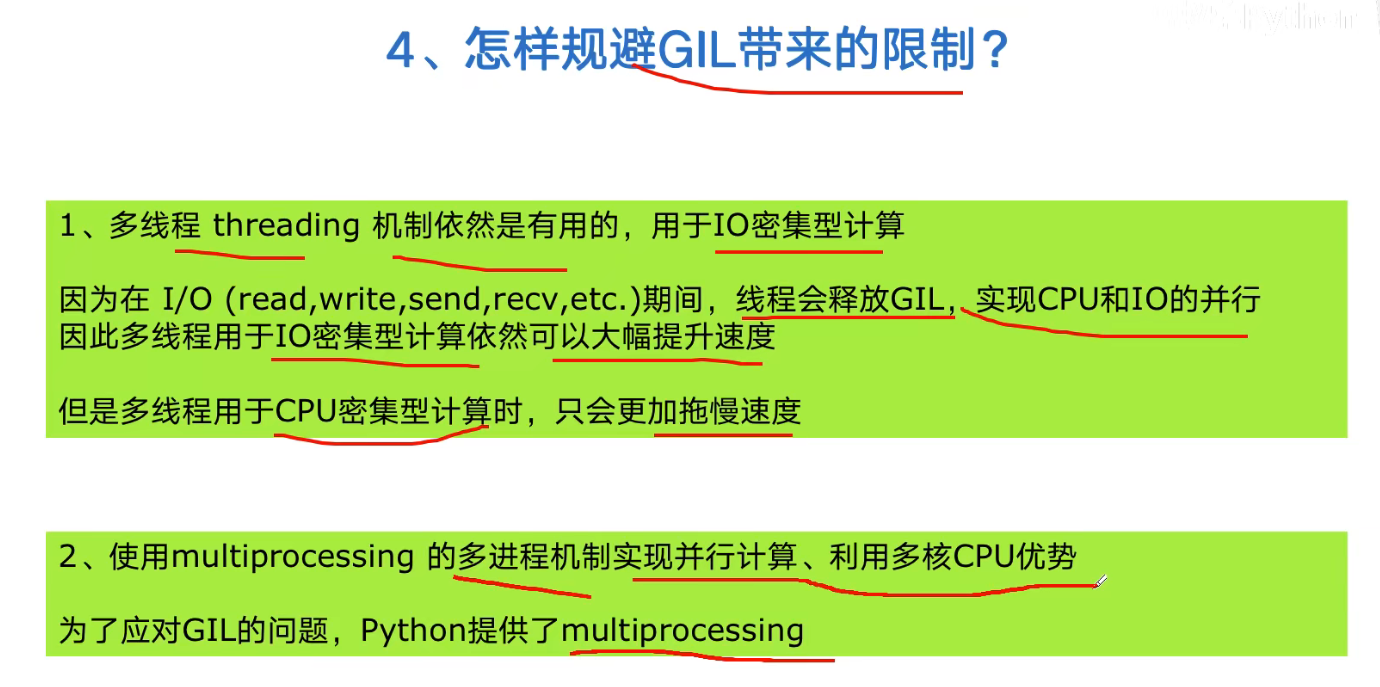 4、怎样规避GIL带来的限制？
1、多线程 threading 机制依然是有用的，用于IO密集型计算
因为在 I/O (read,write,send,recv,etc.)期间，线程会释放GIL，实现CPU和IO的并行
因此多线程用于IO密集型计算依然可以大幅提升速度
但是多线程用于CPU密集型计算时，只会更加拖慢速度
2、使用multiprocessing 的多进程机制实现并行计算、利用多核CPU优势
为了应对GIL的问题，Python提供了multiprocessing